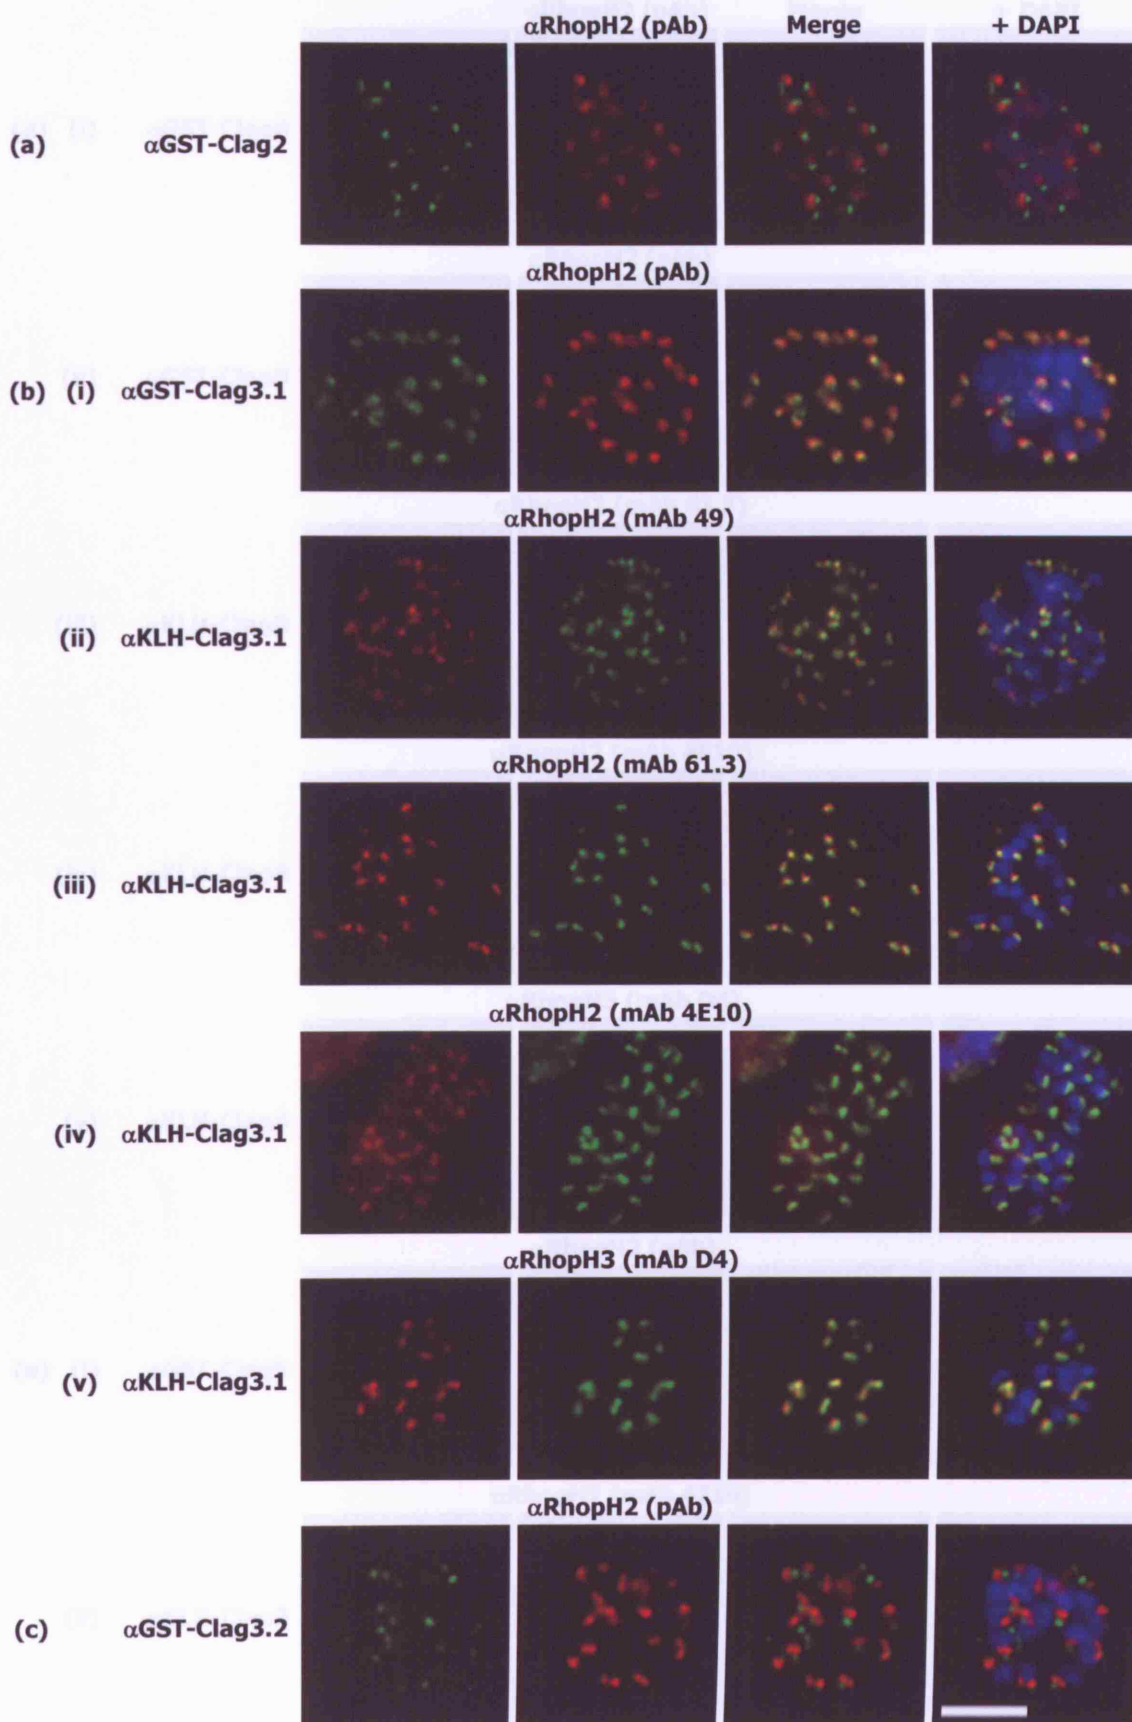 αRhopH2 (pAb) Merge + DAPI
(a) αGST-Clag2
αRhopH2 (pAb)
(b) (i) αGST-Clag3.1
αRhopH2 (mAb 49)
(ii) αKLH-Clag3.1
αRhopH2 (mAb 61.3)
(iii) αKLH-Clag3.1
αRhopH2 (mAb 4E10)
(iv) αKLH-Clag3.1
αRhopH3 (mAb D4)
(v) αKLH-Clag3.1
αRhopH2 (pAb)
(c) αGST-Clag3.2